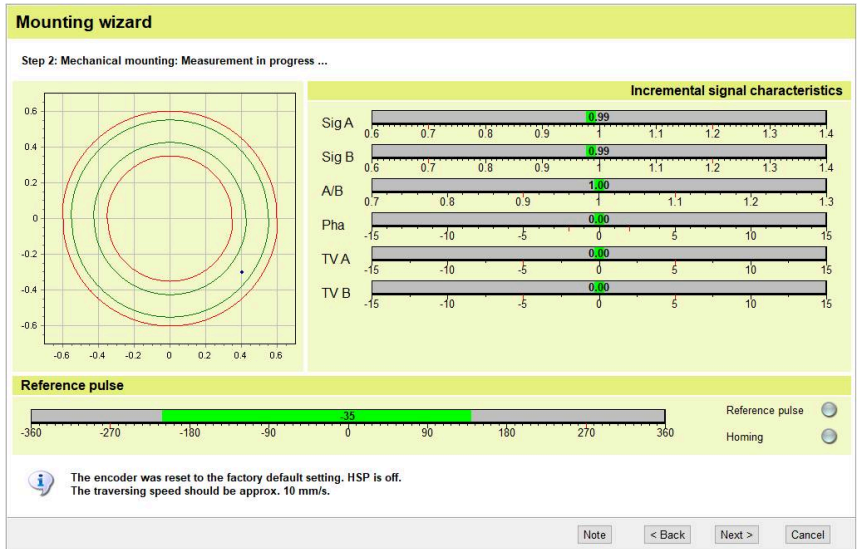 Mounting wizard
Step 2: Mechanical mounting: Measurement in progress ...
Incremental signal characteristics
0.6
0.4
0.2
0
-0.2
-0.4
-0.6
-0.6 -0.4 -0.2 0 0.2 0.4 0.6
Sig A 0.99
0.6 0.7 0.8 0.9 1 1.1 1.2 1.3 1.4
Sig B 0.99
0.6 0.7 0.8 0.9 1 1.1 1.2 1.3 1.4
A/B 1.00
0.7 0.8 0.9 1 1.1 1.2 1.3
Pha 0.00
-15 -10 -5 0 5 10 15
TV A 0.00
-15 -10 -5 0 5 10 15
TV B 0.00
-15 -10 -5 0 5 10 15
Reference pulse
-35
-360 -270 -180 -90 0 90 180 270 360
Reference pulse
Homing
The encoder was reset to the factory default setting. HSP is off.
The traversing speed should be approx. 10 mm/s.
Note < Back Next > Cancel